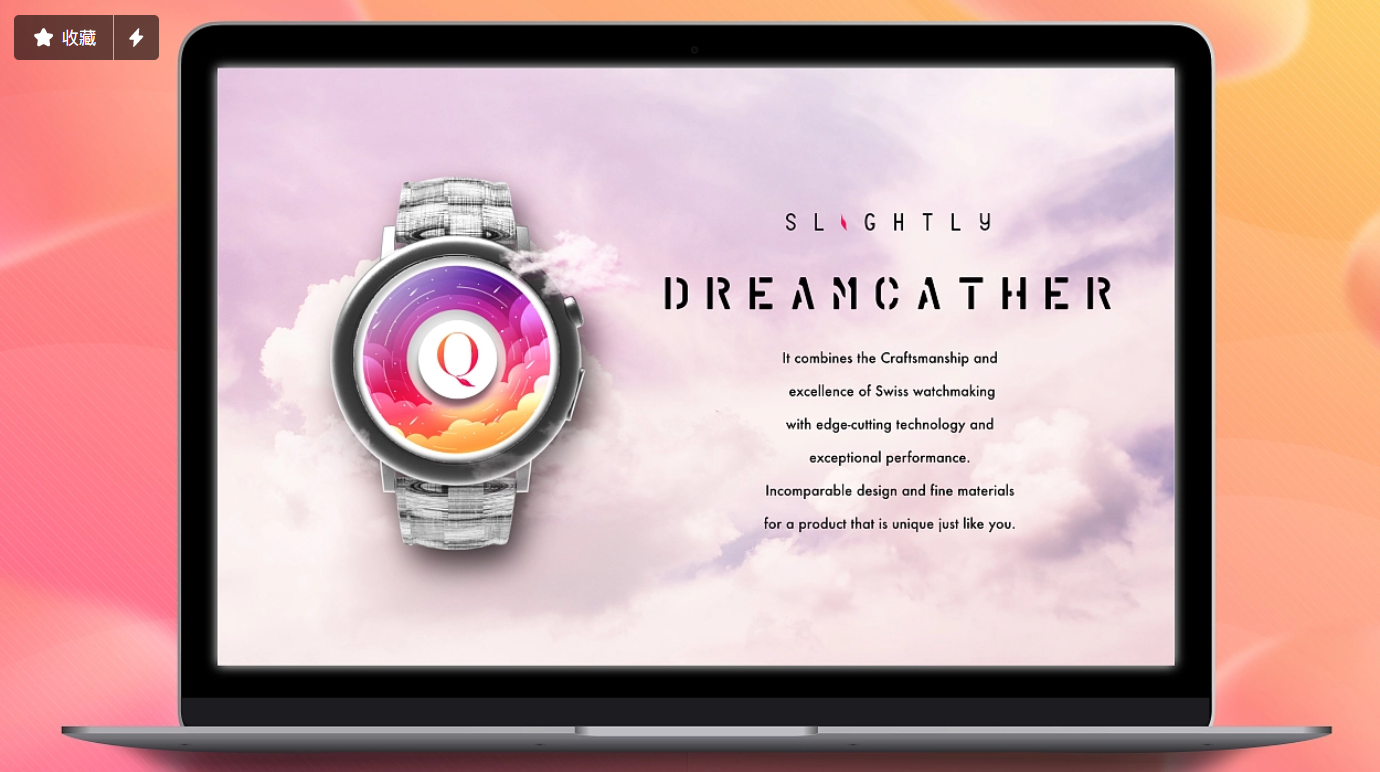 收藏
SLIGHTLY
DREAMCATHER
Q
It combines the Craftsmanship and
excellence of Swiss watchmaking
with edge-cutting technology and
exceptional performance.
Incomparable design and fine materials
for a product that is unique just like you.